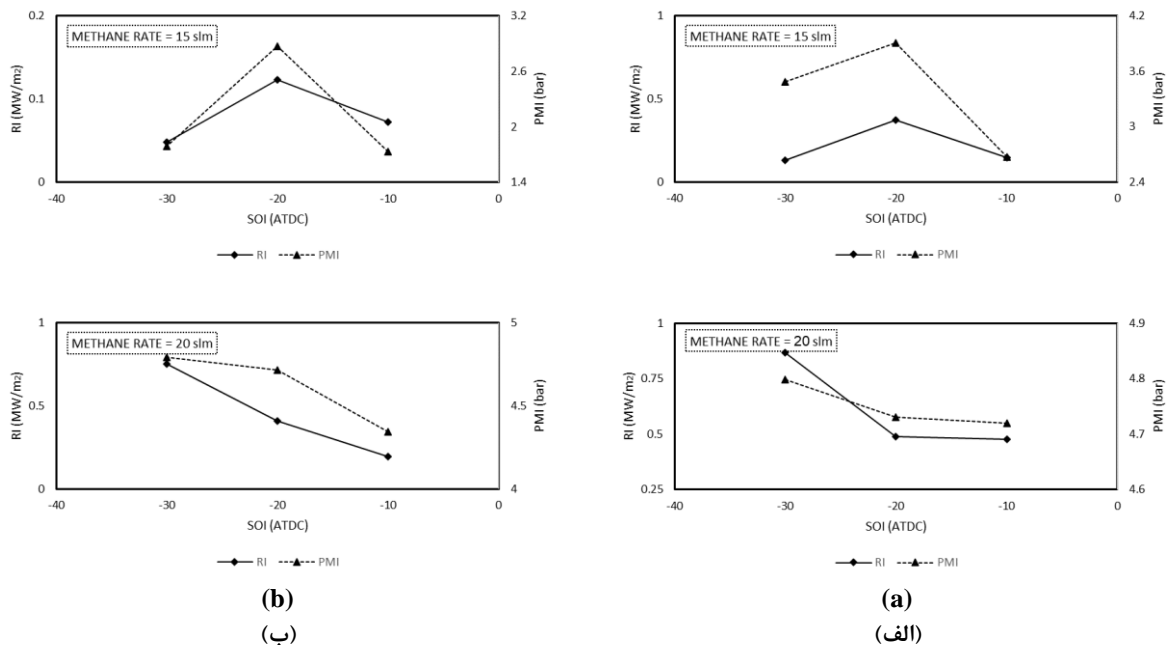 METHANE RATE = 15 slm
RI (MW/m2)
0.2
0.1
0
PMI (bar)
3.2
2.6
2
1.4
-40 -30 -20 -10 0
SOI (ATDC)
RI PMI
METHANE RATE = 15 slm
RI (MW/m2)
1
0.5
0
PMI (bar)
4.2
3.6
3
2.4
-40 -30 -20 -10 0
SOI (ATDC)
RI PMI
METHANE RATE = 20 slm
RI (MW/m2)
1
0.5
0
PMI (bar)
5
4.5
4
-40 -30 -20 -10 0
SOI (ATDC)
RI PMI
METHANE RATE = 20 slm
RI (MW/m2)
1
0.75
0.5
0.25
PMI (bar)
4.9
4.8
4.7
4.6
-40 -30 -20 -10 0
SOI (ATDC)
RI PMI
(b) (a)
(ب) (الف)